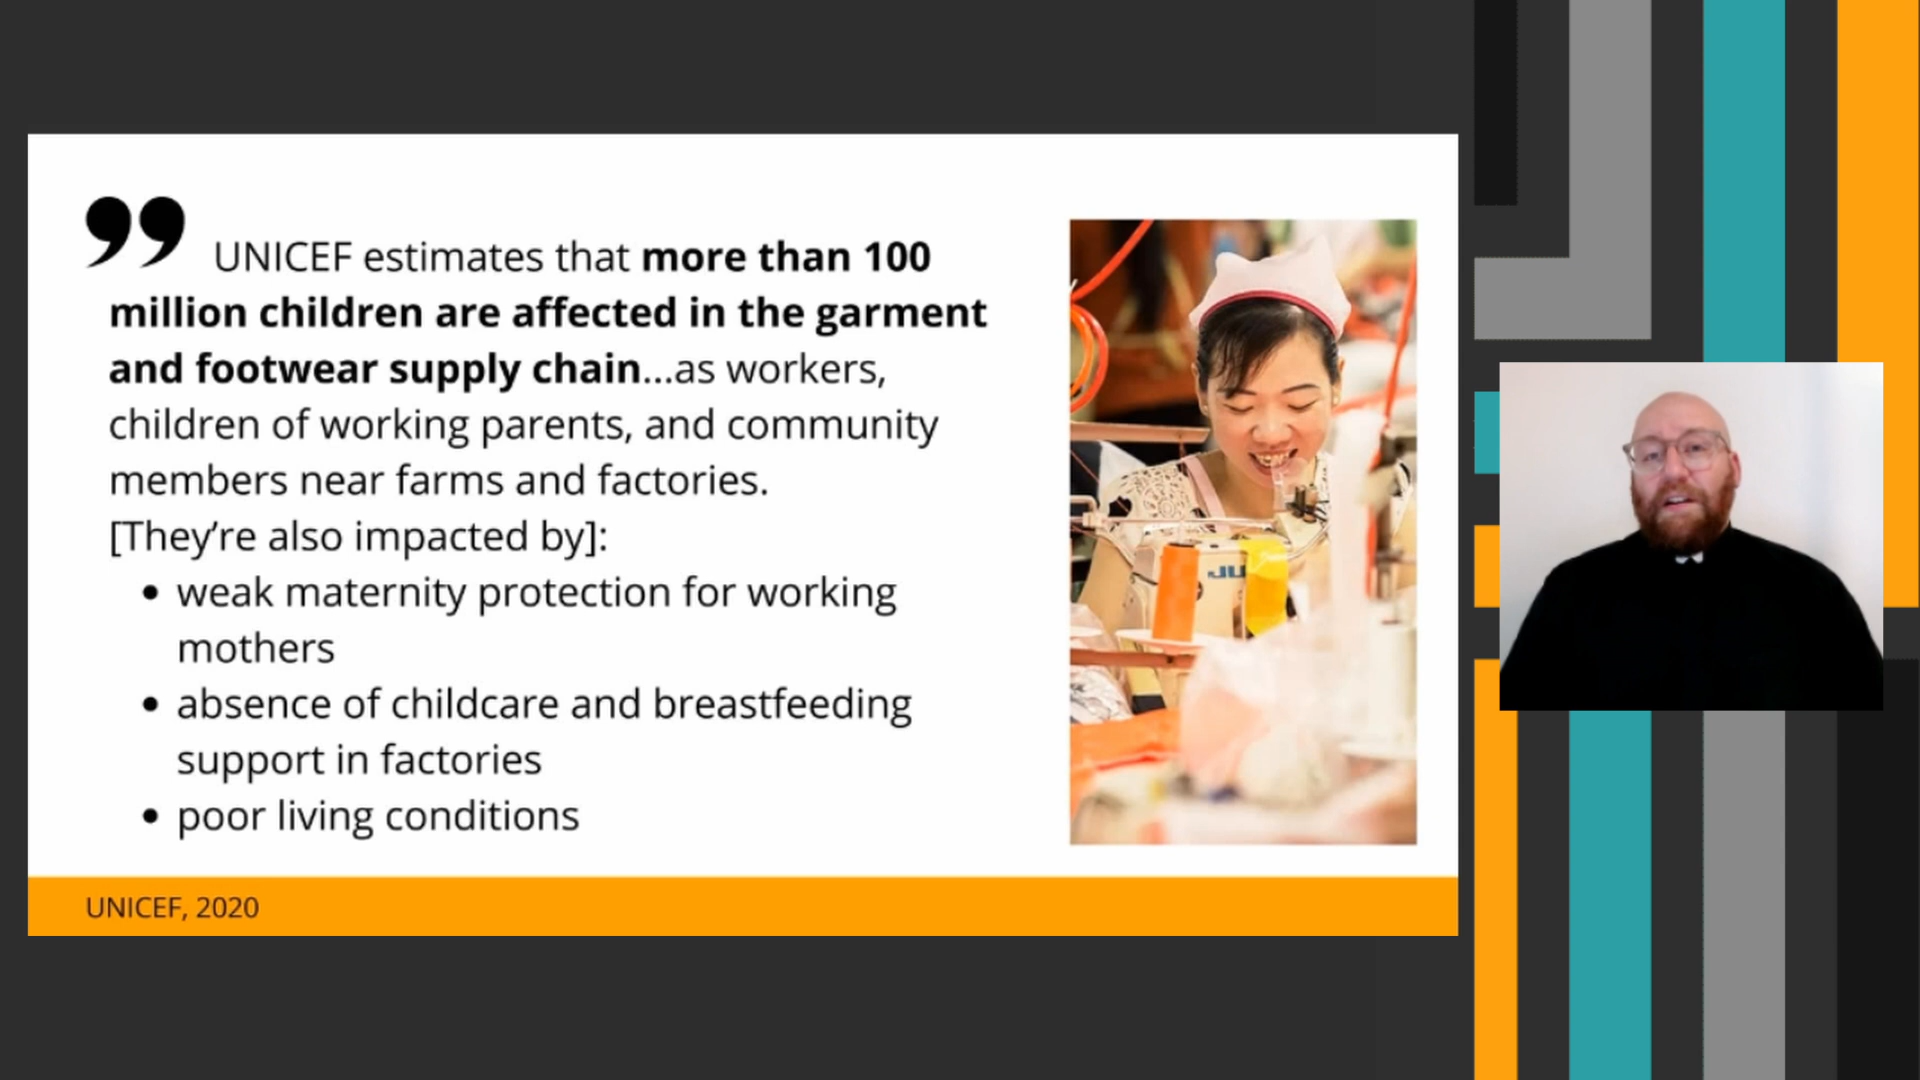 ” UNICEF estimates that more than 100
million children are affected in the garment
and footwear supply chain...as workers,
children of working parents, and community
members near farms and factories.
[They’re also impacted by]:
• weak maternity protection for working
mothers
• absence of childcare and breastfeeding
support in factories
• poor living conditions
JU
UNICEF, 2020